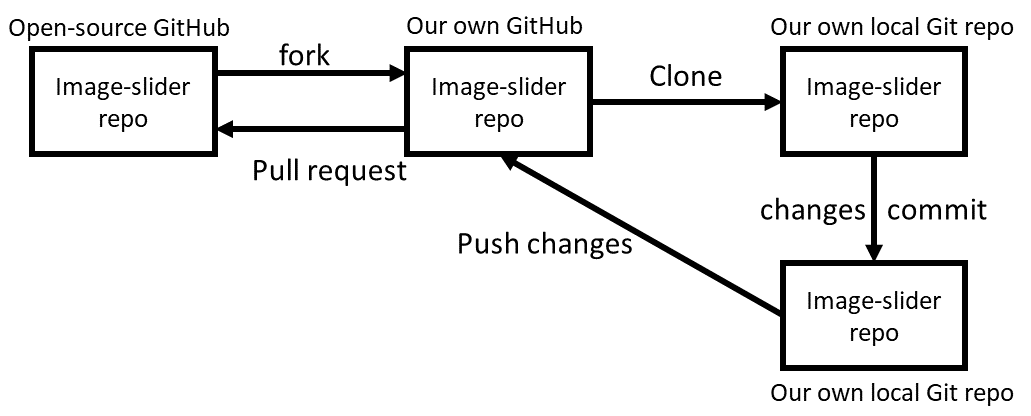 Open-source GitHub
Our own GitHub
Our own local Git repo
fork
Clone
Image-slider
repo
Image-slider
repo
Image-slider
repo
Pull request
changes
commit
Push changes
Image-slider
repo
Our own local Git repo